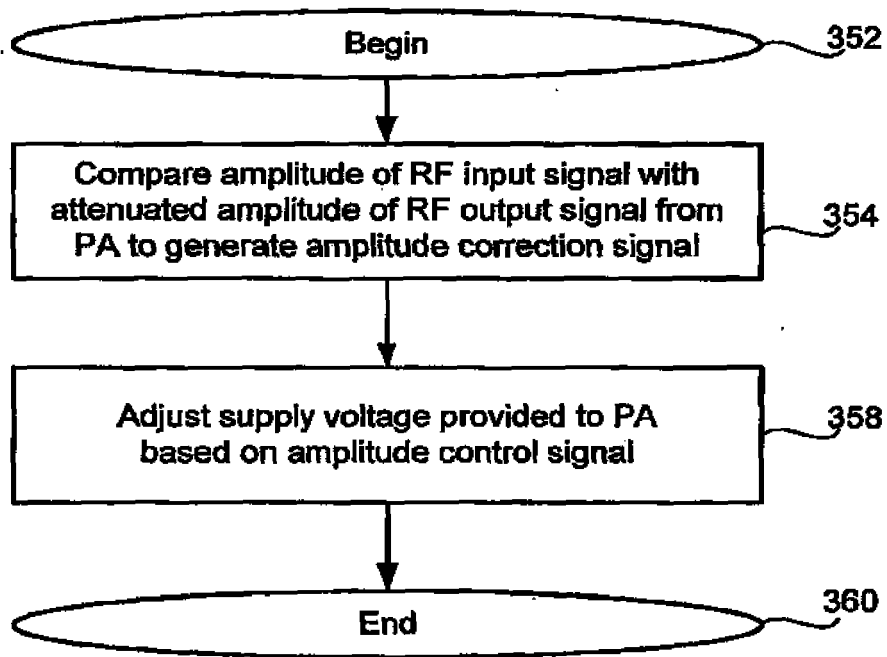 Begin
352
Compare amplitude of RF input signal with
attenuated amplitude of RF output signal from
PA to generate amplitude correction signal
354
Adjust supply voltage provided to PA
based on amplitude control signal
358
End
360